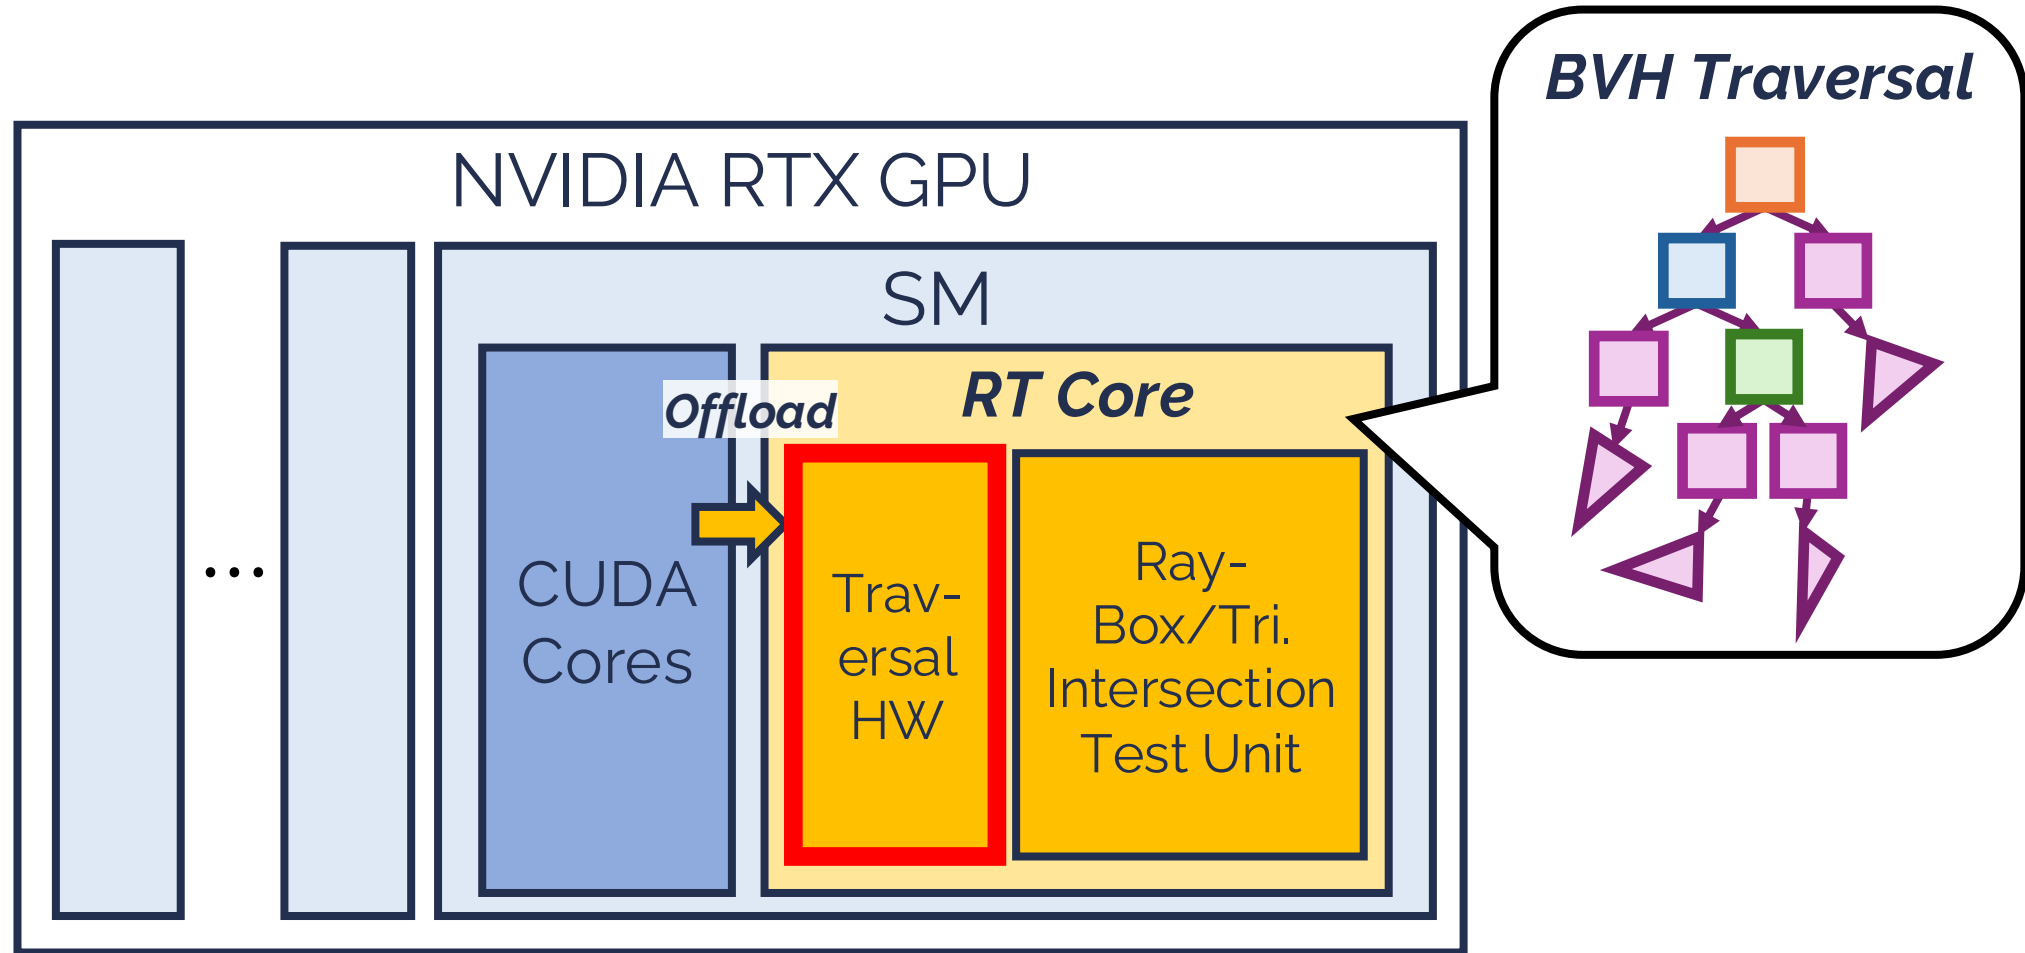 BVH Traversal
NVIDIA RTX GPU
SM
Offload
RT Core
...
CUDA
Cores
Trav-
ersal
HW
Ray-
Box/Tri.
Intersection
Test Unit